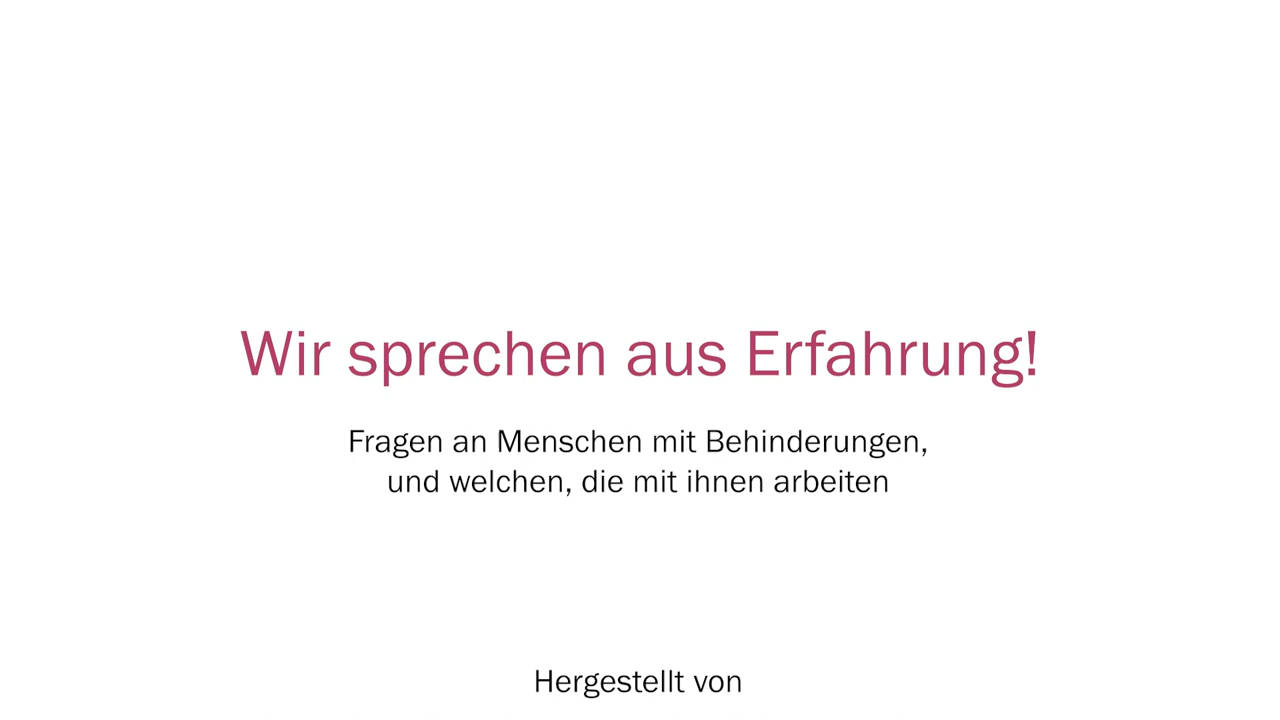 Wir sprechen aus Erfahrung!
Fragen an Menschen mit Behinderungen,
und welchen, die mit ihnen arbeiten
Hergestellt von